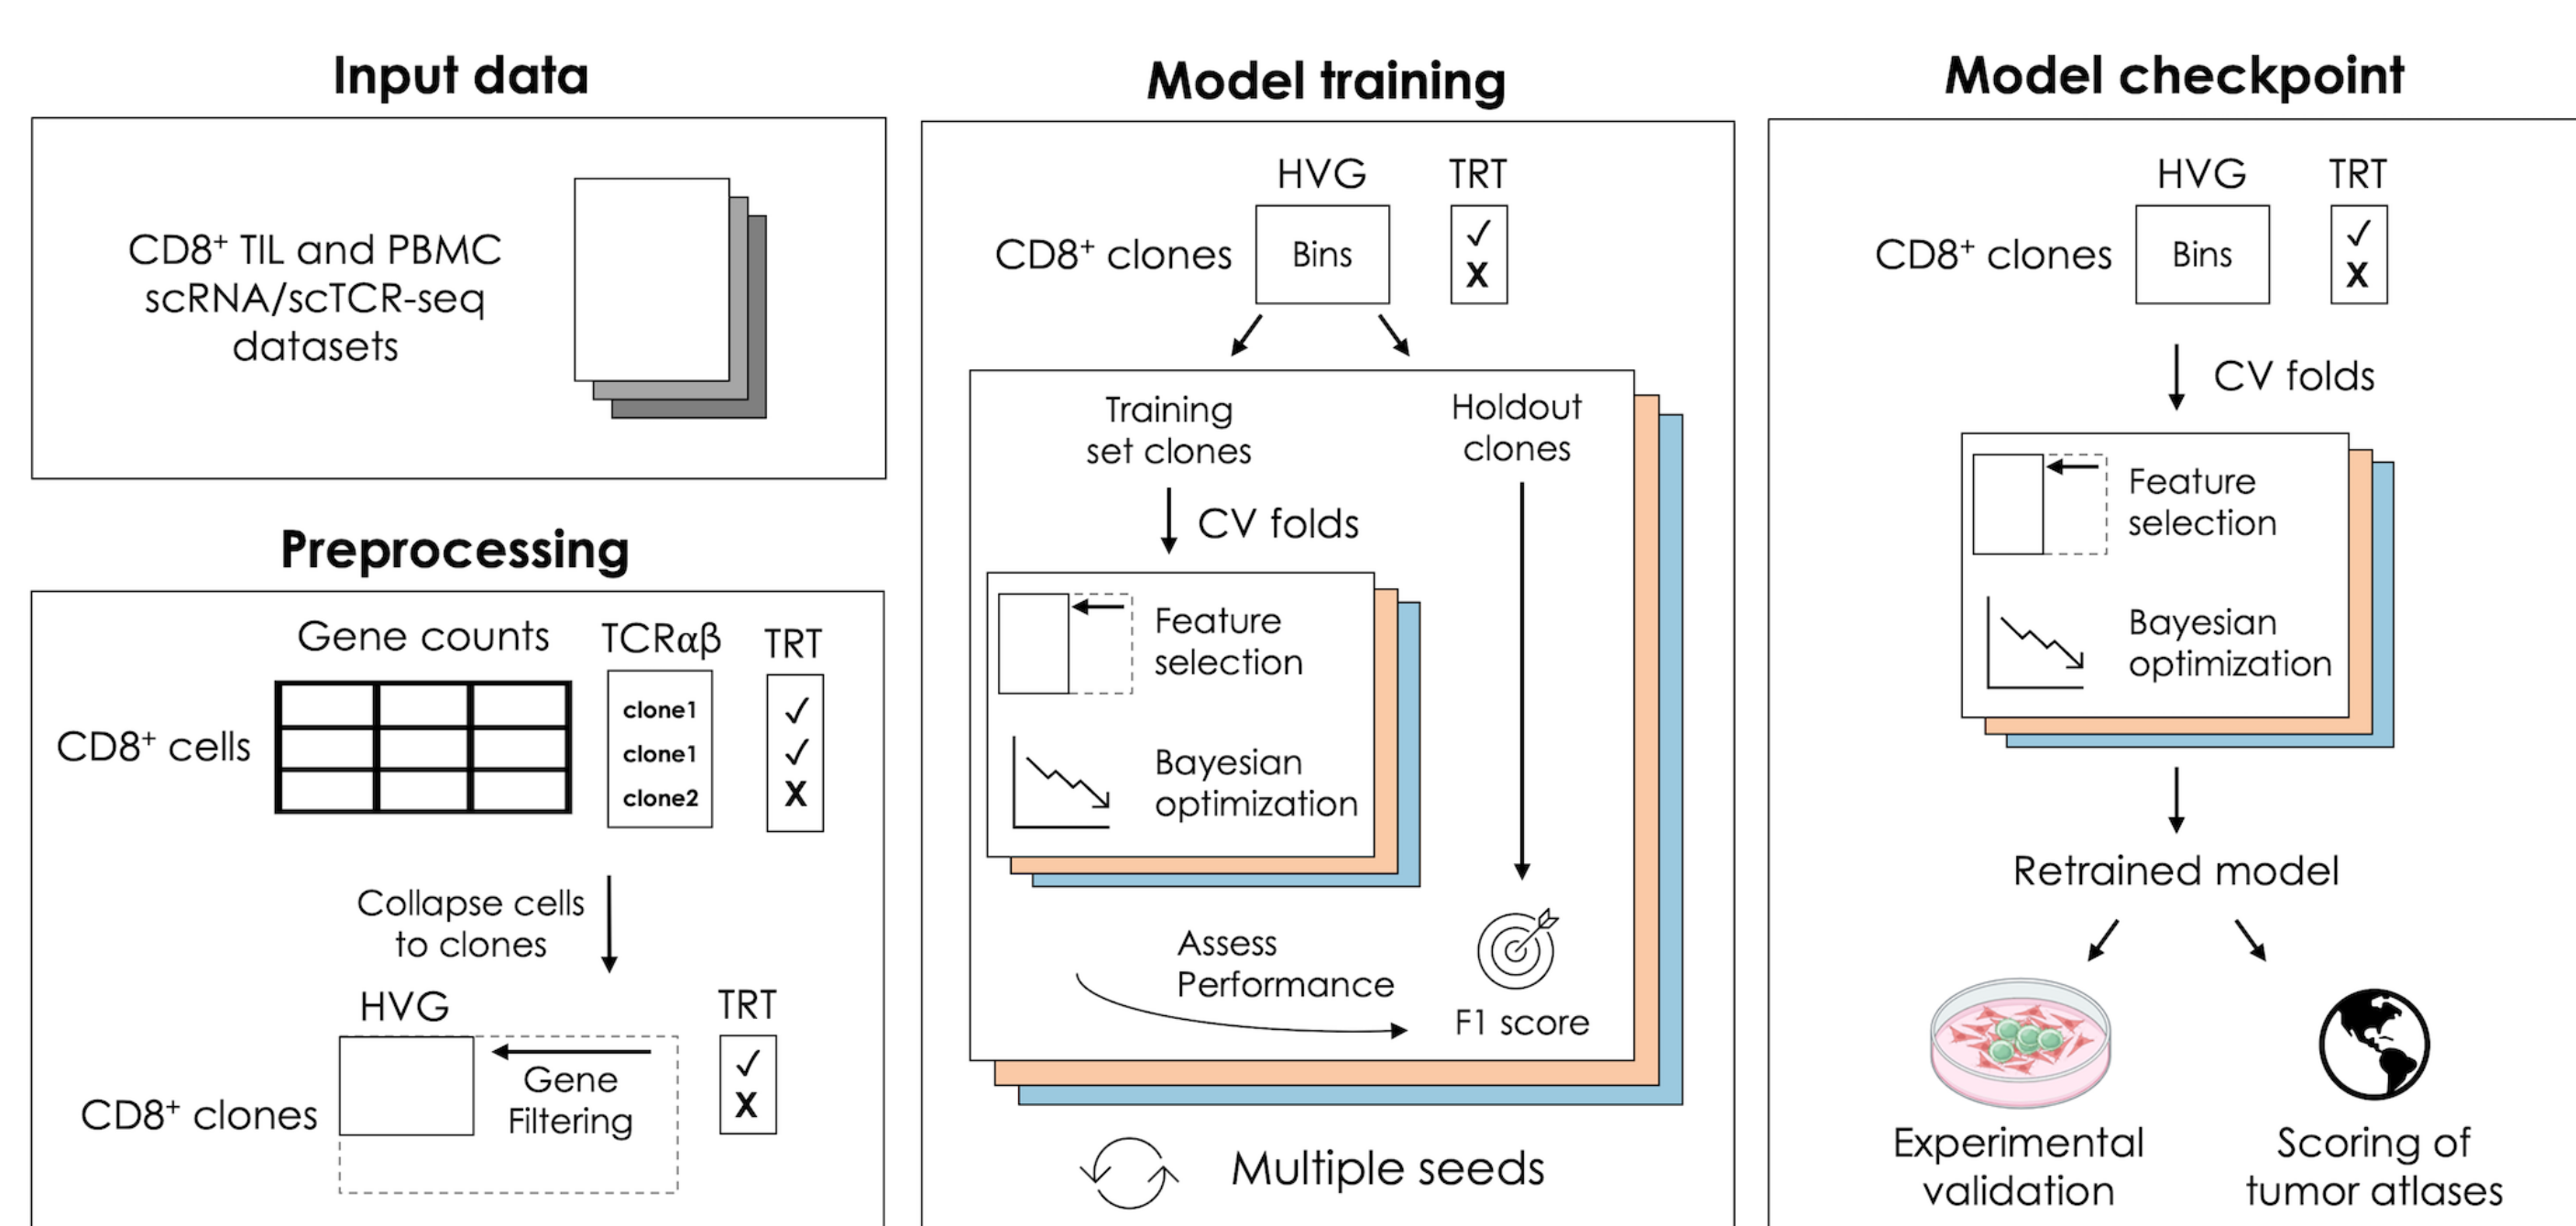 Input data
CD8⁺ TIL and PBMC
scRNA/scTCR-seq
datasets
Preprocessing
Gene counts
TCRαβ
TRT
CD8⁺ cells
clone1
clone1
clone2
✓
✓
X
Collapse cells
to clones
HVG
TRT
CD8⁺ clones
Gene
Filtering
✓
X
Model training
HVG
TRT
CD8⁺ clones
Bins
✓
X
Training
set clones
Holdout
clones
CV folds
Feature
selection
Bayesian
optimization
Assess
Performance
F1 score
Multiple seeds
Model checkpoint
HVG
TRT
CD8⁺ clones
Bins
✓
X
CV folds
Feature
selection
Bayesian
optimization
Retrained model
Experimental
validation
Scoring of
tumor atlases